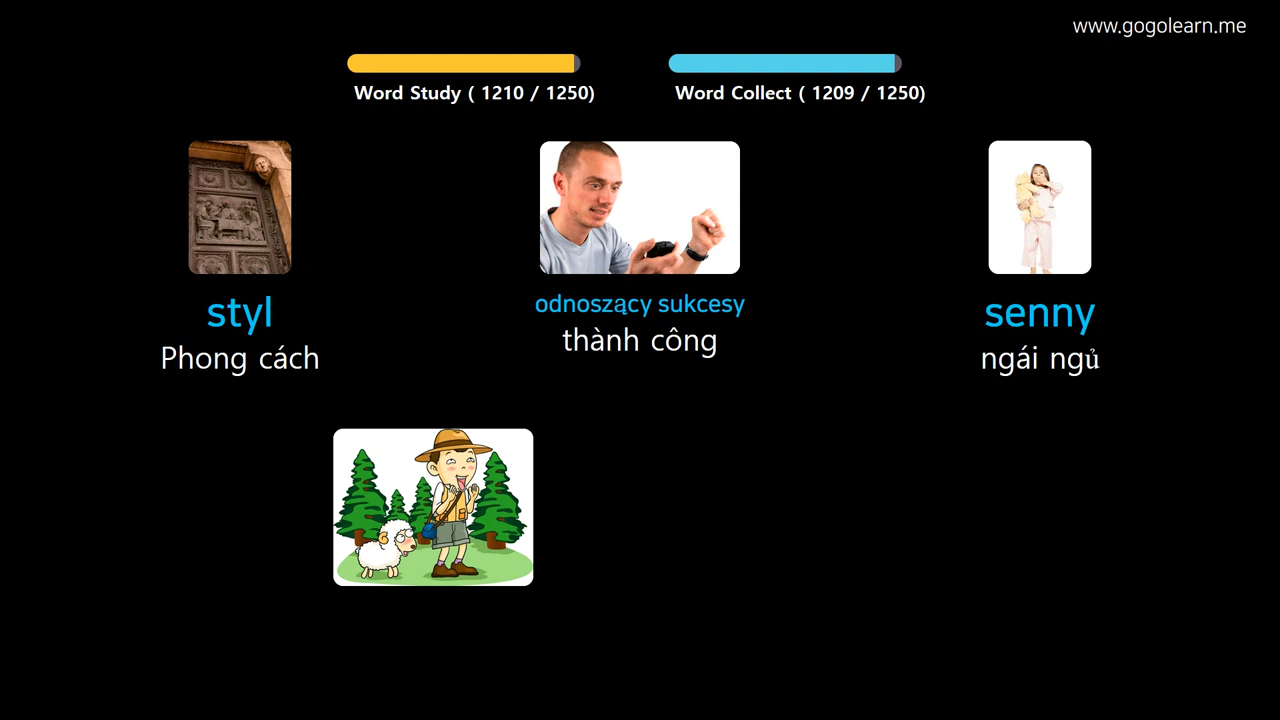 www.gogolearn.me
Word Study ( 1210 / 1250)
Word Collect ( 1209 / 1250)
styl
Phong cách
odnoszący sukcesy
thành công
senny
ngái ngủ